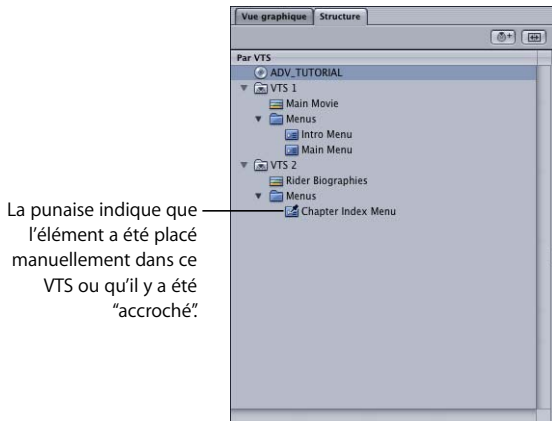 Vue graphique Structure
Par VTS
ADV_TUTORIAL
VTS 1
Main Movie
Menus
Intro Menu
Main Menu
VTS 2
Rider Biographies
Menus
Chapter Index Menu
La punaise indique que
l'élément a été placé
manuellement dans ce
VTS ou qu'il y a été
“accroché”.